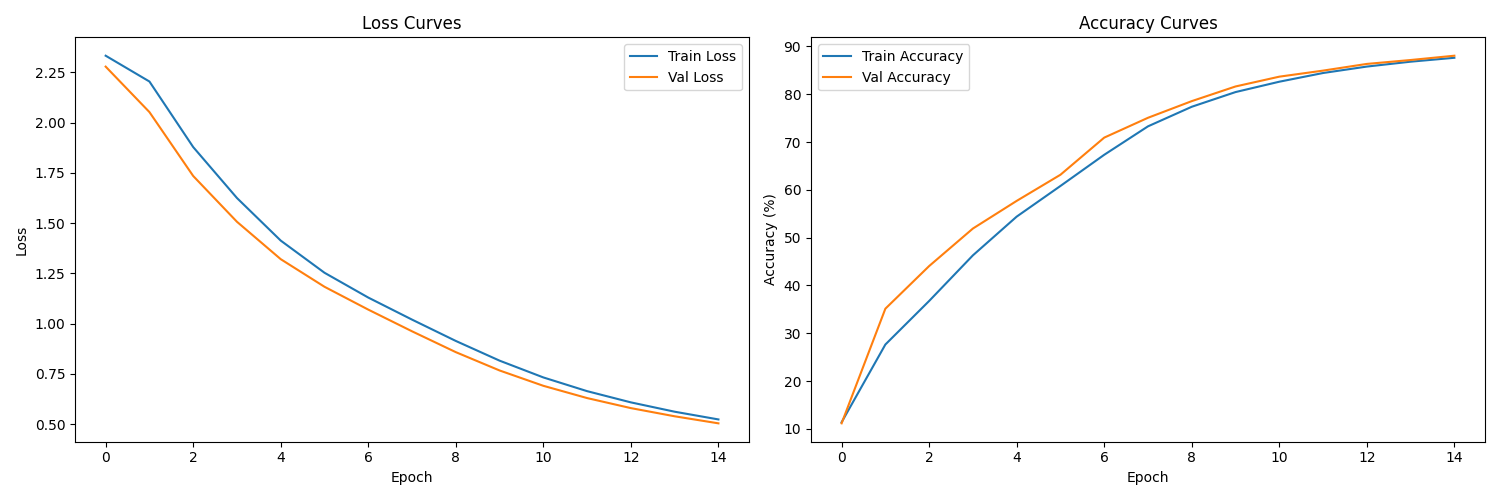 Loss Curves
Train Loss
Val Loss
Loss
2.25
2.00
1.75
1.50
1.25
1.00
0.75
0.50
0 2 4 6 8 10 12 14
Epoch
Accuracy Curves
Train Accuracy
Val Accuracy
Accuracy (%)
90
80
70
60
50
40
30
20
10
0 2 4 6 8 10 12 14
Epoch